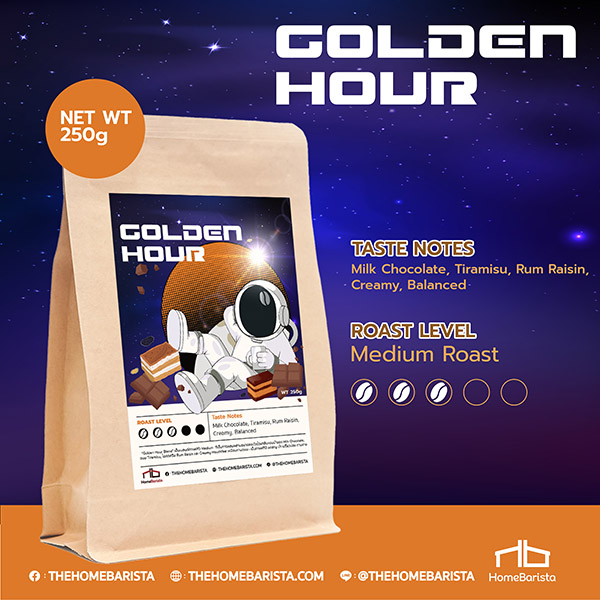 GOLDEN
HOUR
NET WT
250g
GOLDEN
HOUR
TASTE NOTES
Milk Chocolate, Tiramisu, Rum Raisin,
Creamy, Balanced
ROAST LEVEL
Medium Roast
WT 250g
ROAST LEVEL
Taste Notes
Milk Chocolate, Tiramisu, Rum Raisin,
Creamy, Balanced
HomeBarista
THEHOMEBARISTA
THEHOMEBARISTA.COM
@THEHOMEBARISTA
: THEHOMEBARISTA
: THEHOMEBARISTA.COM
: @THEHOMEBARISTA
HomeBarista